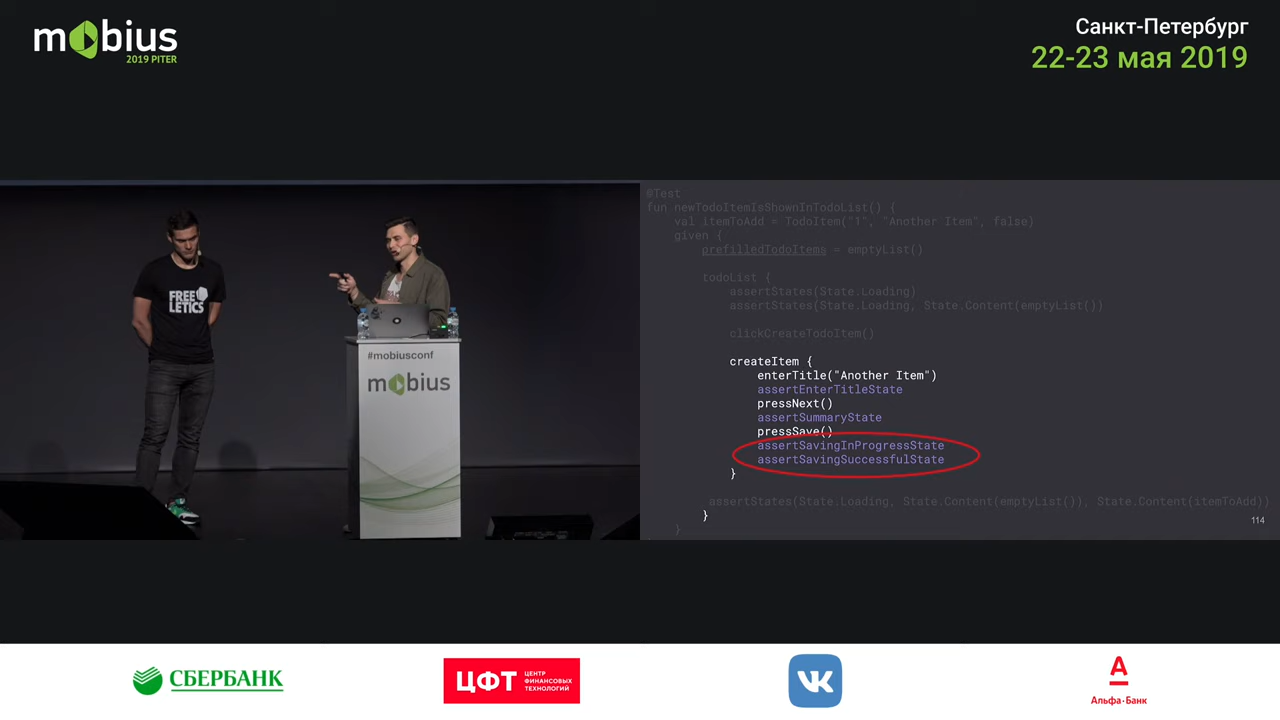 mobius
2019 PITER
Санкт-Петербург
22-23 мая 2019
FREE
LETICS
#mobiusconf
mobius
@Test
fun newTodoItemIsShownInTodoList() {
val itemToAdd = TodoItem("1", "Another Item", false)
given {
prefilledTodoItems = emptyList()
todoList {
assertStates(State.Loading)
assertStates(State.Loading, State.Content(emptyList())
clickCreateTodoItem()
createItem {
enterTitle("Another Item")
assertEnterTitleState
pressNext()
assertSummaryState
pressSave()
assertSavingInProgressState
assertSavingSuccessfulState
}
assertStates(State.Loading, State.Content(emptyList()), State.Content(itemToAdd))
}
114
}
СБЕРБАНК
ЦФТ
ЦЕНТР
ФИНАНСОВЫХ
ТЕХНОЛОГИЙ
VK
А
Альфа·Банк